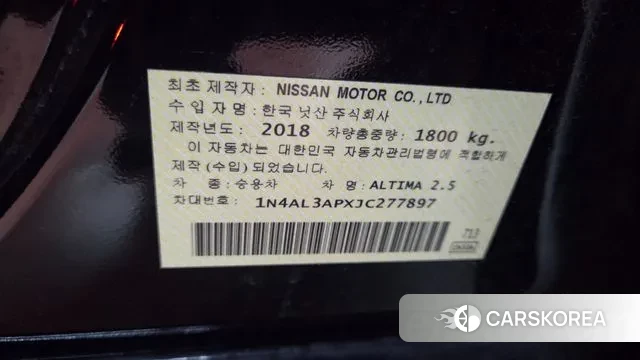 최초 제작자 : NISSAN MOTOR CO.,LTD
수 입 자 명 : 한국 닛산 주식회사
제작년도 : 2018 차량총중량 : 1800 kg.
이 자동차는 대한민국 자동차관리법령에 적합하게
제작 (수입) 되었습니다.
차 종 : 승용차 차 명 : ALTIMA 2.5
차대번호 : 1N4AL3APXJC277897
713
CARSKOREA